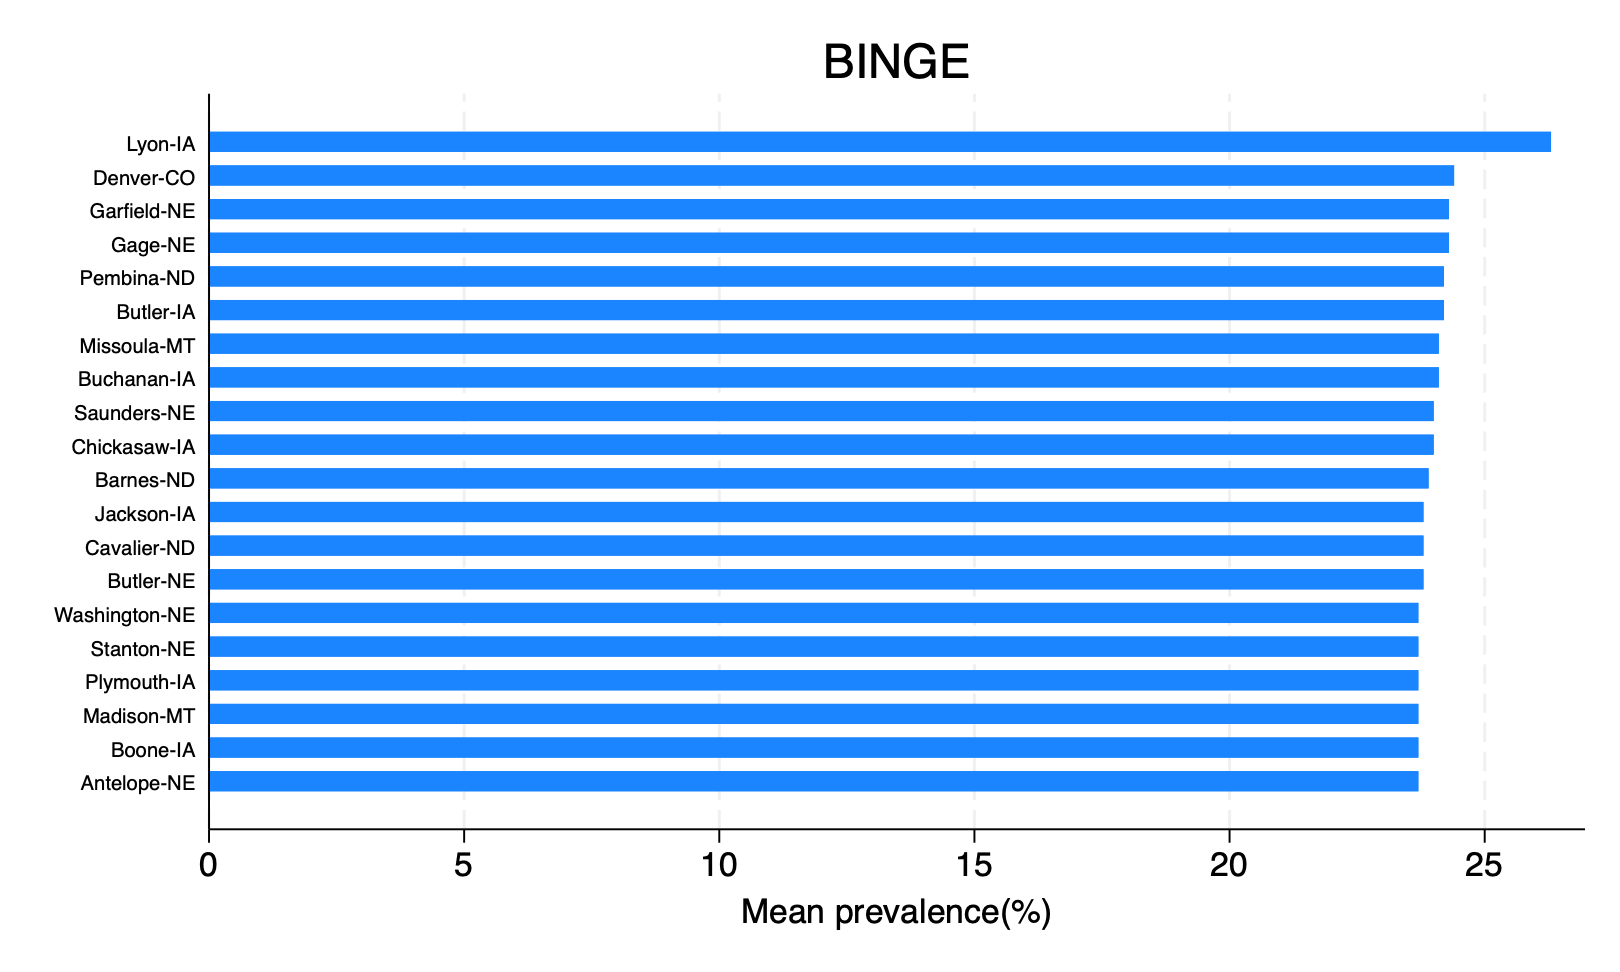 BINGE
Lyon-IA
Denver-CO
Garfield-NE
Gage-NE
Pembina-ND
Butler-IA
Missoula-MT
Buchanan-IA
Saunders-NE
Chickasaw-IA
Barnes-ND
Jackson-IA
Cavalier-ND
Butler-NE
Washington-NE
Stanton-NE
Plymouth-IA
Madison-MT
Boone-IA
Antelope-NE
0 5 10 15 20 25
Mean prevalence(%)